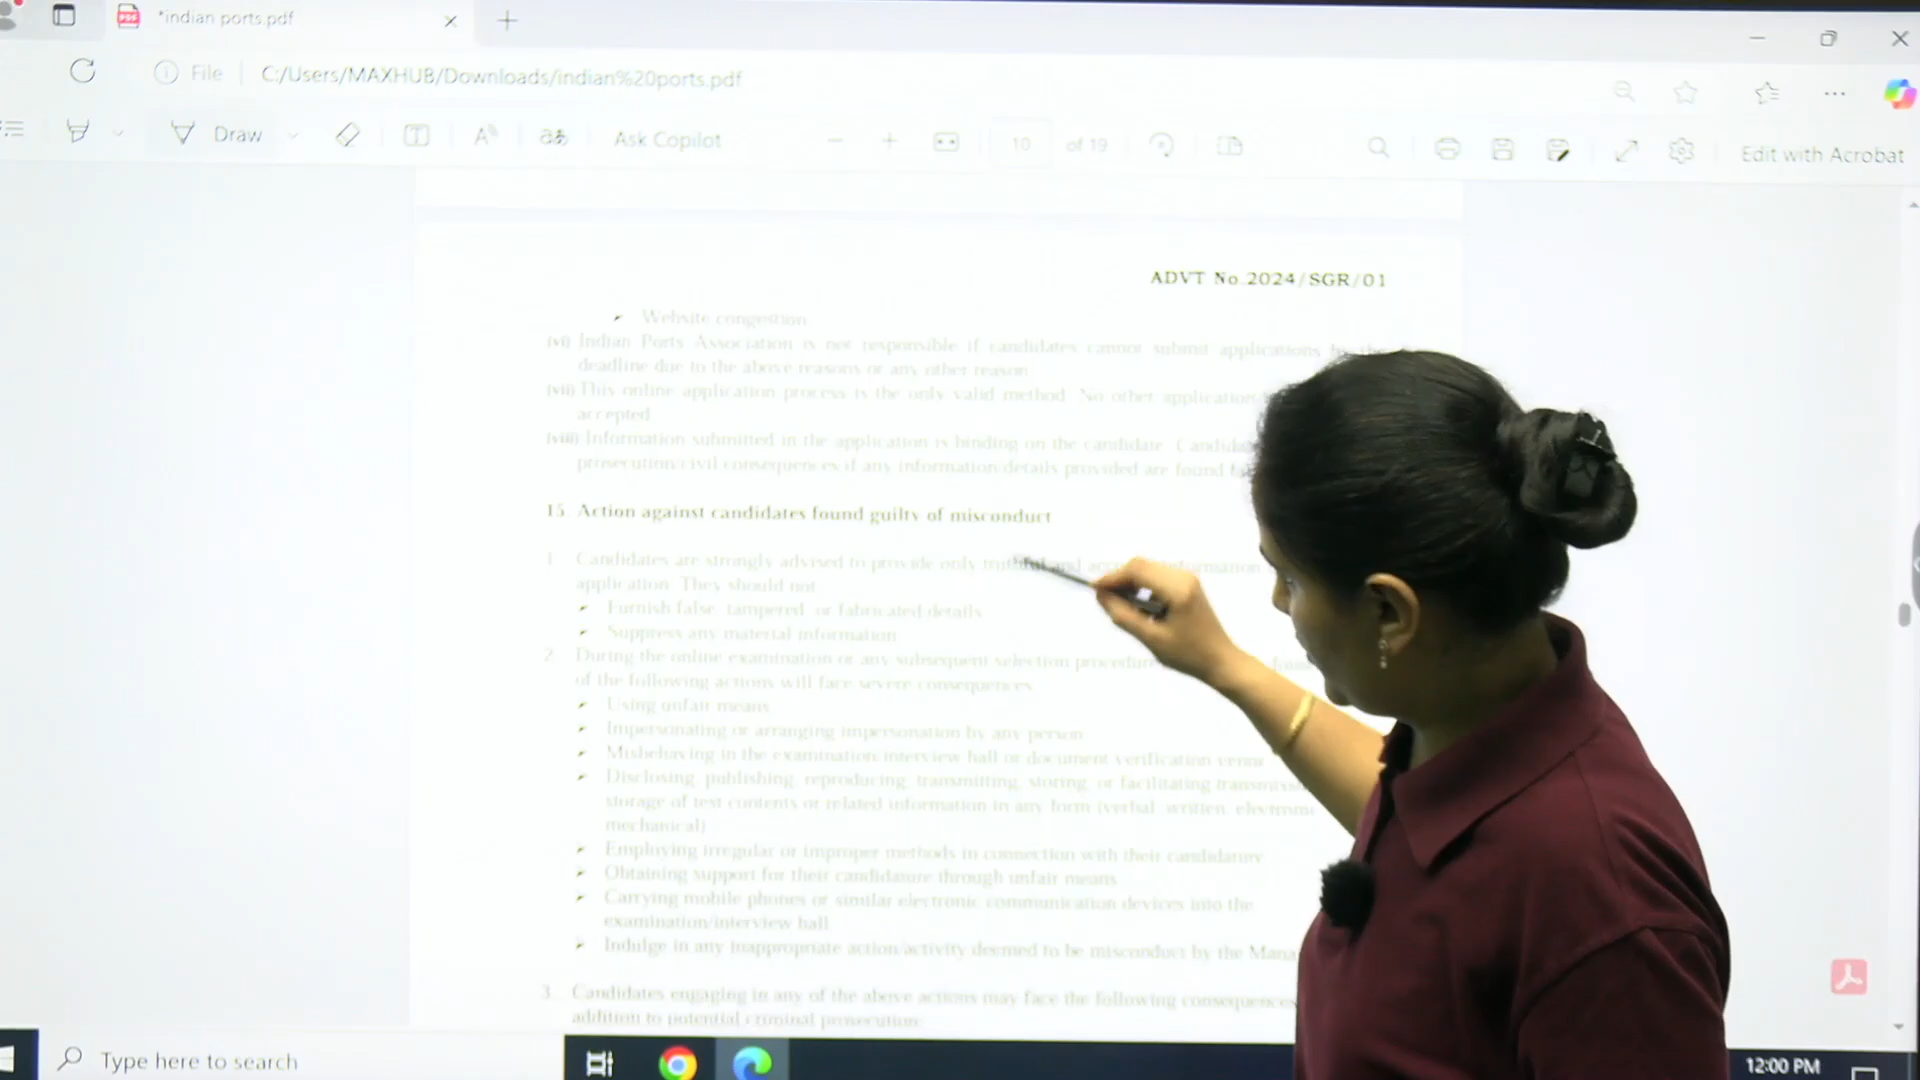 *indian ports.pdf
File
C:/Users/MAXHUB/Downloads/indian%20ports.pdf
Draw
Ask Copilot
10 of 19
Edit with Acrobat
ADVT No.2024/SGR/01
Website congestion
(vi) Indian Ports Association is not responsible if candidates cannot submit applications by the
deadline due to the above reasons or any other reason
(vii) This online application process is the only valid method. No other application
accepted
(viii) Information submitted in the application is binding on the candidate.
prosecution/civil consequences if any information/details provided are found
15. Action against candidates found guilty of misconduct
1. Candidates are strongly advised to provide only truthful and information
application. They should not
Furnish false, tampered, or fabricated details
Suppress any material information
2. During the online examination or any subsequent selection procedure
of the following actions will face severe consequences
Using unfair means
Impersonating or arranging impersonation by any person
Misbehaving in the examination/interview hall or document verification venue
Disclosing, publishing, reproducing, transmitting, storing, or facilitating
storage of test contents or related information in any form (verbal, written,
mechanical)
Employing irregular or improper methods in connection with their candidature
Obtaining support for their candidature through unfair means
Carrying mobile phones or similar electronic communication devices into the
examination/interview hall
Indulge in any inappropriate action/activity deemed to be misconduct by the
3. Candidates engaging in any of the above actions may face the following consequences
addition to potential criminal prosecution:
Type here to search
12:00 PM